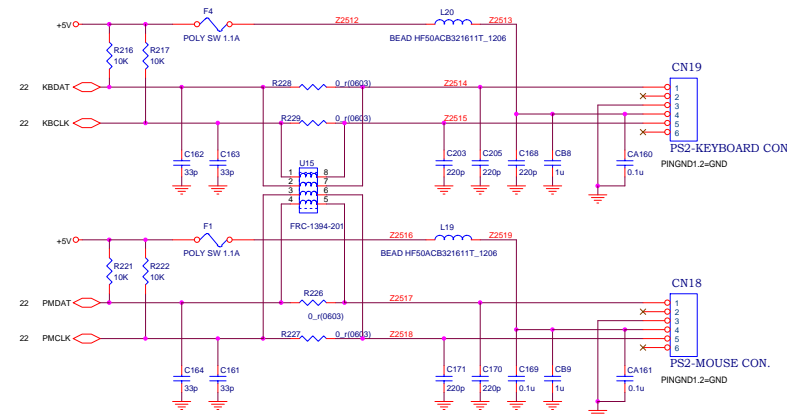 F4
L20
+5V
Z2512
Z2513
POLY SW 1.1A
BEAD HF50ACB321611T_1206
R216
10K
R217
10K
CN19
22 KBDAT
R228
0_r(0603)
Z2514
1
2
3
4
5
6
22 KBCLK
R229
0_r(0603)
Z2515
PS2-KEYBOARD CON
PINGND1.2=GND
C162
33p
C163
33p
U15
1 8
2 7
3 6
4 5
FRC-1394-201
C203
220p
C205
220p
C168
220p
CB8
1u
CA160
0.1u
F1
L19
+5V
Z2516
Z2519
POLY SW 1.1A
BEAD HF50ACB321611T_1206
R221
10K
R222
10K
CN18
22 PMDAT
R226
0_r(0603)
Z2517
1
2
3
4
5
6
22 PMCLK
R227
0_r(0603)
Z2518
PS2-MOUSE CON.
PINGND1.2=GND
C164
33p
C161
33p
C171
220p
C170
220p
C169
0.1u
CB9
1u
CA161
0.1u